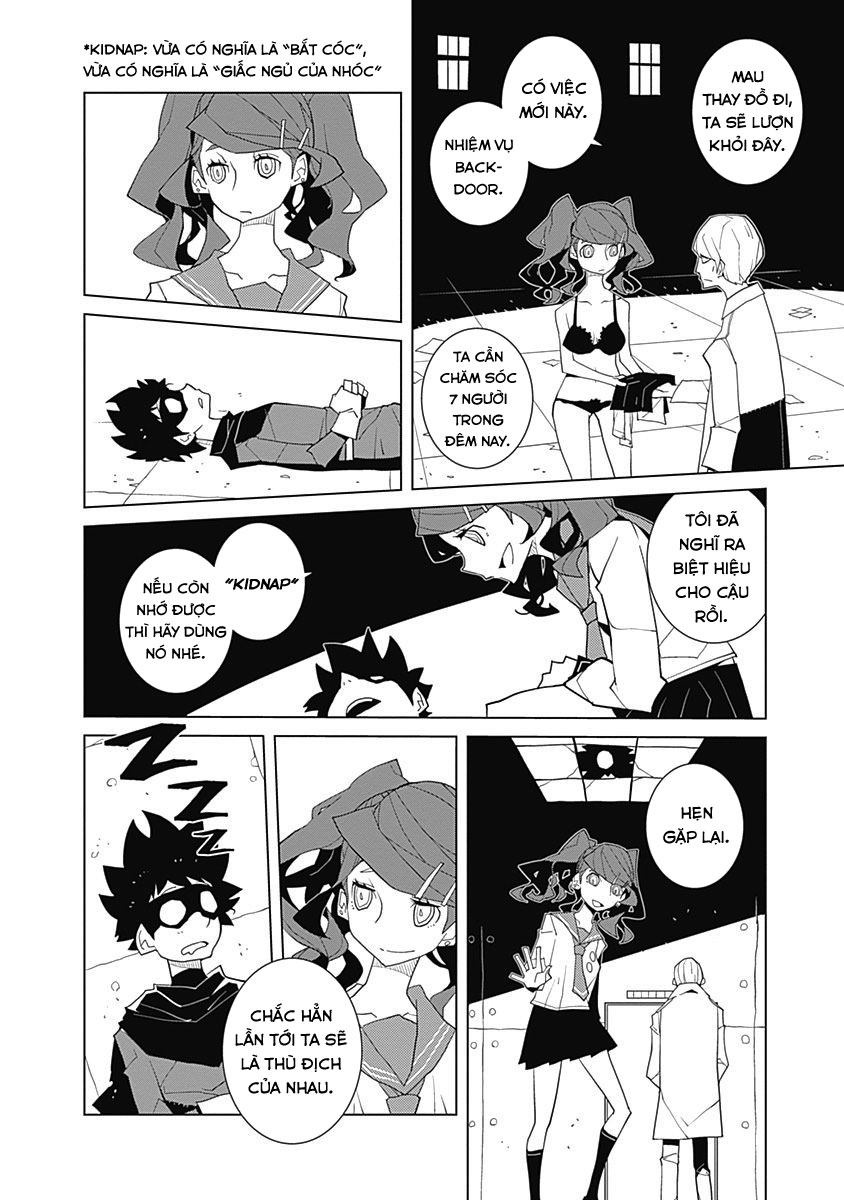 MAU
THAY ĐỒ ĐI,
TA SẼ LƯỢN
KHỎI ĐÂY.
CÓ VIỆC
MỚI NÀY.
NHIỆM VỤ
BACK-
DOOR.
TA CẦN
CHĂM SÓC
7 NGƯỜI
TRONG
ĐÊM NAY.
*KIDNAP: VỪA CÓ NGHĨA LÀ "BẮT CÓC",
VỪA CÓ NGHĨA LÀ "GIẤC NGỦ CỦA NHÓC"
TÔI ĐÃ
NGHĨ RA
BIỆT HIỆU
CHO CẬU
RỒI.
"KIDNAP"
NẾU CÒN
NHỚ ĐƯỢC
THÌ HÃY DÙNG
NÓ NHÉ.
HẸN
GẶP LẠI.
CHẮC HẲN
LẦN TỚI TA SẼ
LÀ THÙ ĐỊCH
CỦA NHAU.
ZZZZ